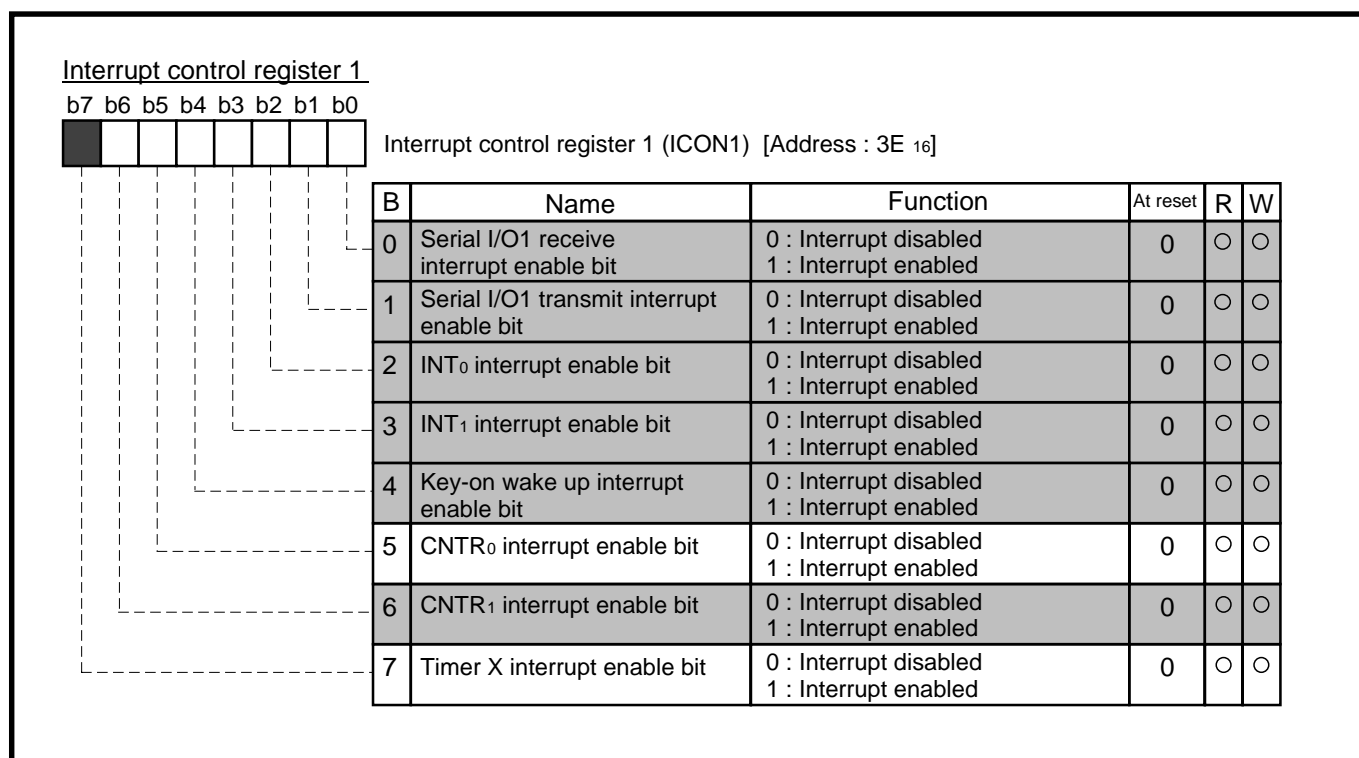 Interrupt control register 1
b7 b6 b5 b4 b3 b2 b1 b0
Interrupt control register 1 (ICON1) [Address : 3E 16]
B Name Function At reset R W
0 Serial I/O1 receive interrupt enable bit 0 : Interrupt disabled 0 ○ ○
1 : Interrupt enabled
1 Serial I/O1 transmit interrupt enable bit 0 : Interrupt disabled 0 ○ ○
1 : Interrupt enabled
2 INT0 interrupt enable bit 0 : Interrupt disabled 0 ○ ○
1 : Interrupt enabled
3 INT1 interrupt enable bit 0 : Interrupt disabled 0 ○ ○
1 : Interrupt enabled
4 Key-on wake up interrupt enable bit 0 : Interrupt disabled 0 ○ ○
1 : Interrupt enabled
5 CNTR0 interrupt enable bit 0 : Interrupt disabled 0 ○ ○
1 : Interrupt enabled
6 CNTR1 interrupt enable bit 0 : Interrupt disabled 0 ○ ○
1 : Interrupt enabled
7 Timer X interrupt enable bit 0 : Interrupt disabled 0 ○ ○
1 : Interrupt enabled